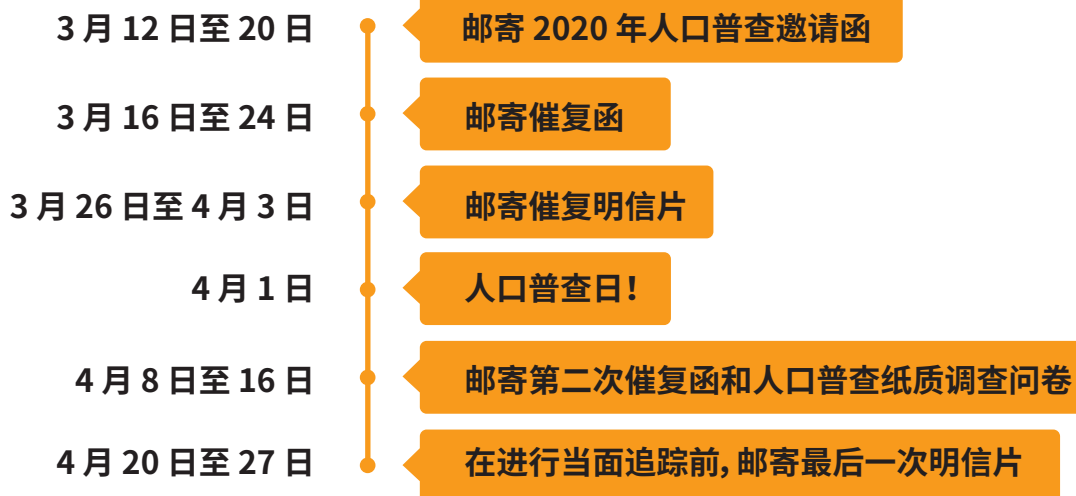 3 月 12 日至 20 日
邮寄 2020 年人口普查邀请函
3 月 16 日至 24 日
邮寄催复函
3 月 26 日至 4 月 3 日
邮寄催复明信片
4 月 1 日
人口普查日！
4 月 8 日至 16 日
邮寄第二次催复函和人口普查纸质调查问卷
4 月 20 日至 27 日
在进行当面追踪前，邮寄最后一次明信片